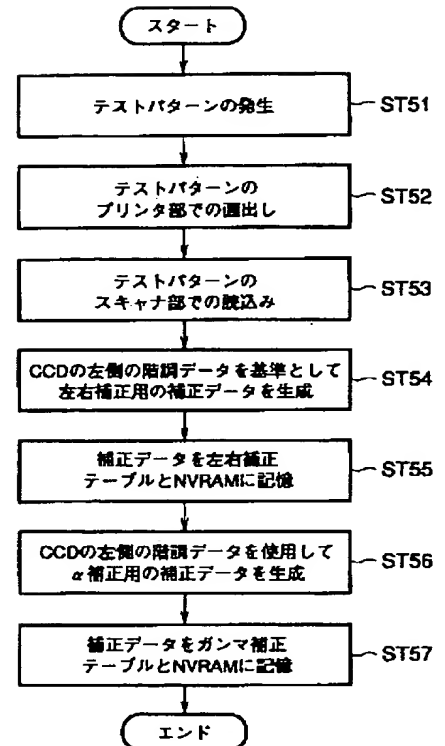 スタート
テストパターンの発生
ST51
テストパターンの
プリンタ部での画出し
ST52
テストパターンの
スキャナ部での読込み
ST53
CCDの左側の階調データを基準として
左右補正用の補正データを生成
ST54
補正データを左右補正
テーブルとNVRAMに記憶
ST55
CCDの左側の階調データを使用して
α補正用の補正データを生成
ST56
補正データをガンマ補正
テーブルとNVRAMに記憶
ST57
エンド